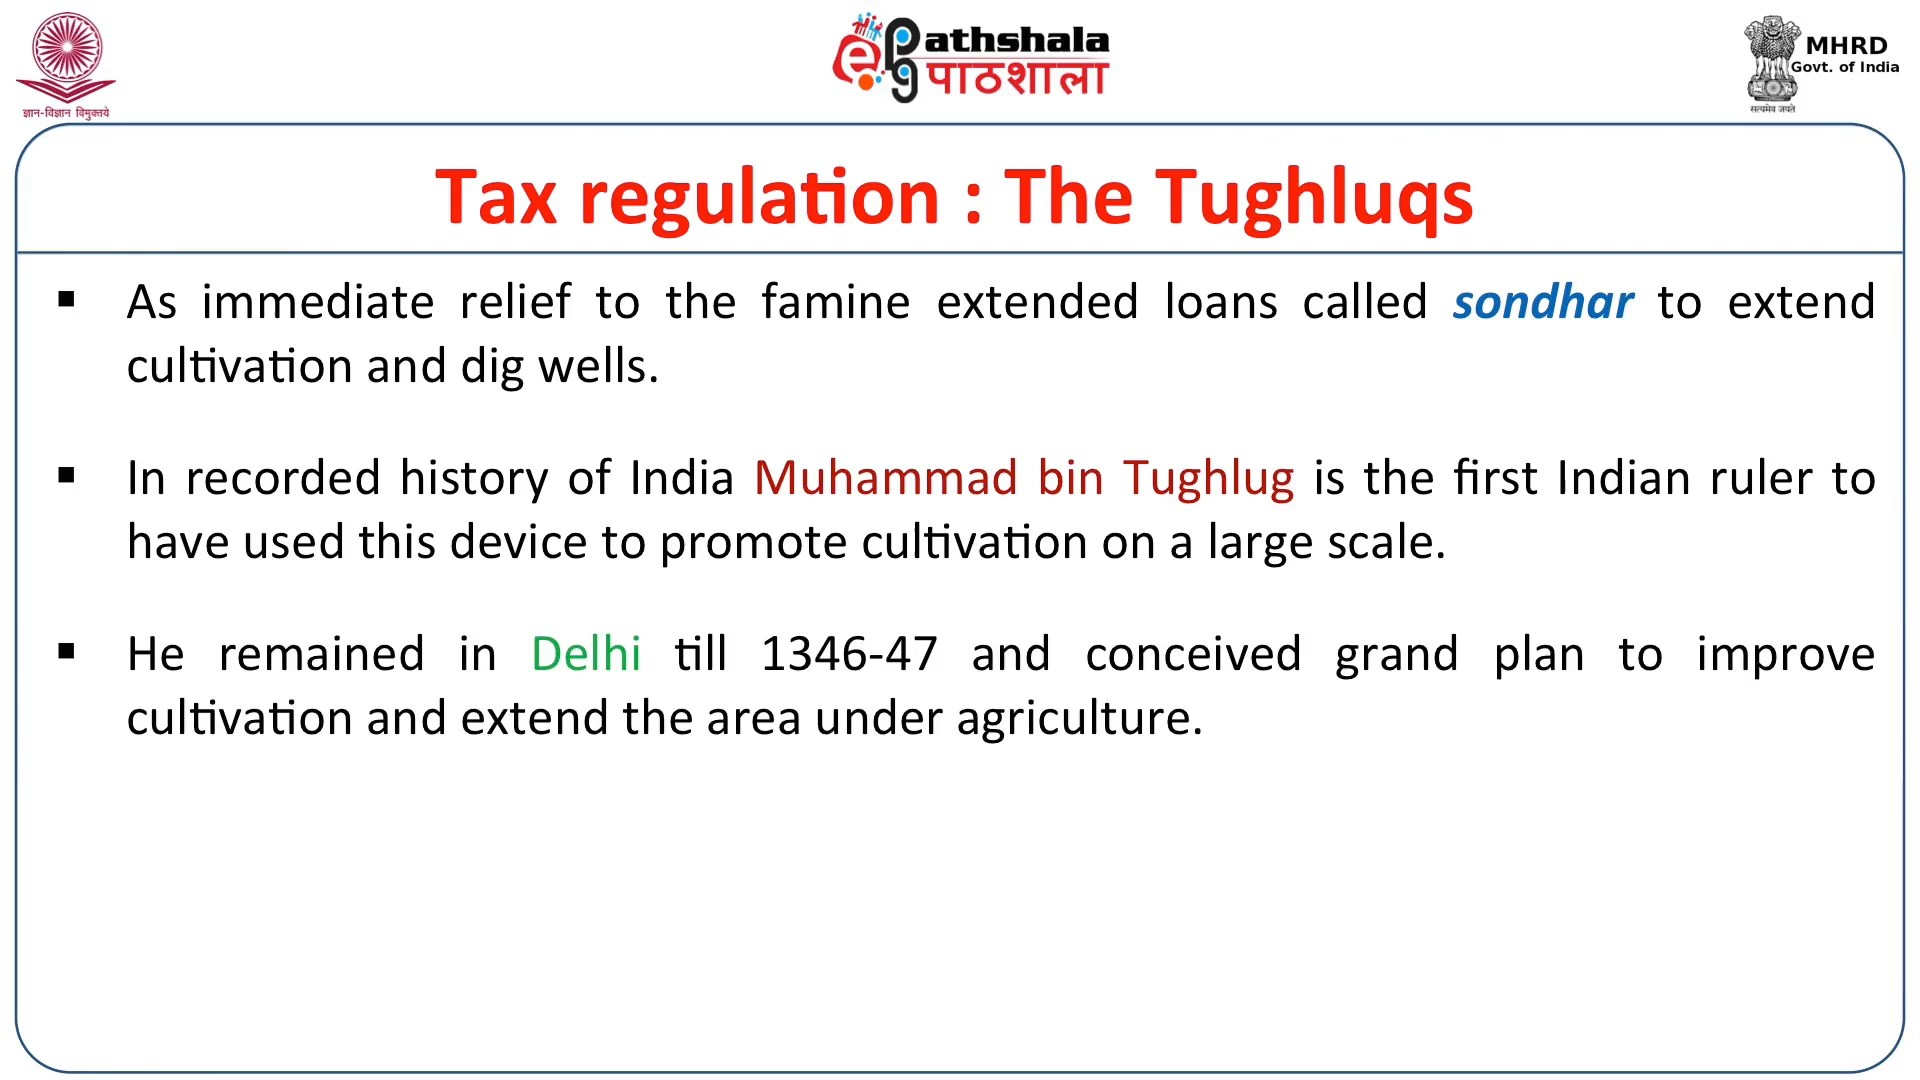 ज्ञान-विज्ञान विमुक्तये
ePG Pathshala
पाठशाला
MHRD
Govt. of India
सत्यमेव जयते
Tax regulation : The Tughluqs
▪ As immediate relief to the famine extended loans called sondhar to extend
cultivation and dig wells.
▪ In recorded history of India Muhammad bin Tughlug is the first Indian ruler to
have used this device to promote cultivation on a large scale.
▪ He remained in Delhi till 1346-47 and conceived grand plan to improve
cultivation and extend the area under agriculture.